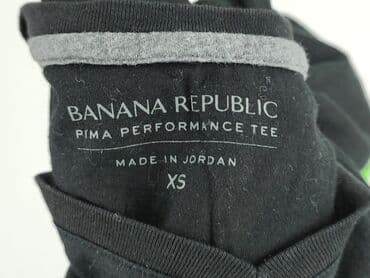 BANANA REPUBLIC
PIMA PERFORMANCE TEE
MADE IN JORDAN
XS